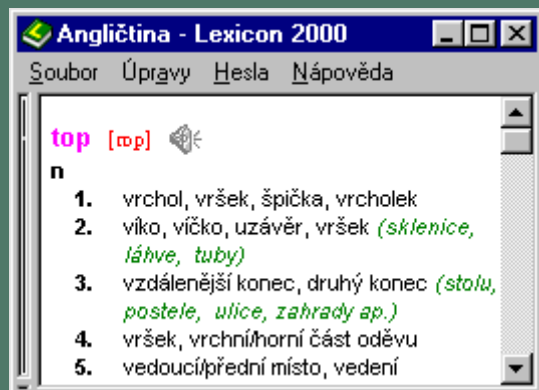 Angličtina - Lexicon 2000
Soubor Úpravy Hesla Nápověda
top [top]
n
1. vrchol, vršek, špička, vrcholek
2. víko, víčko, uzávěr, vršek (sklenice,
láhve, tuby)
3. vzdálenější konec, druhý konec (stolu,
postele, ulice, zahrady ap.)
4. vršek, vrchní/horní část oděvu
5. vedoucí/přední místo, vedení